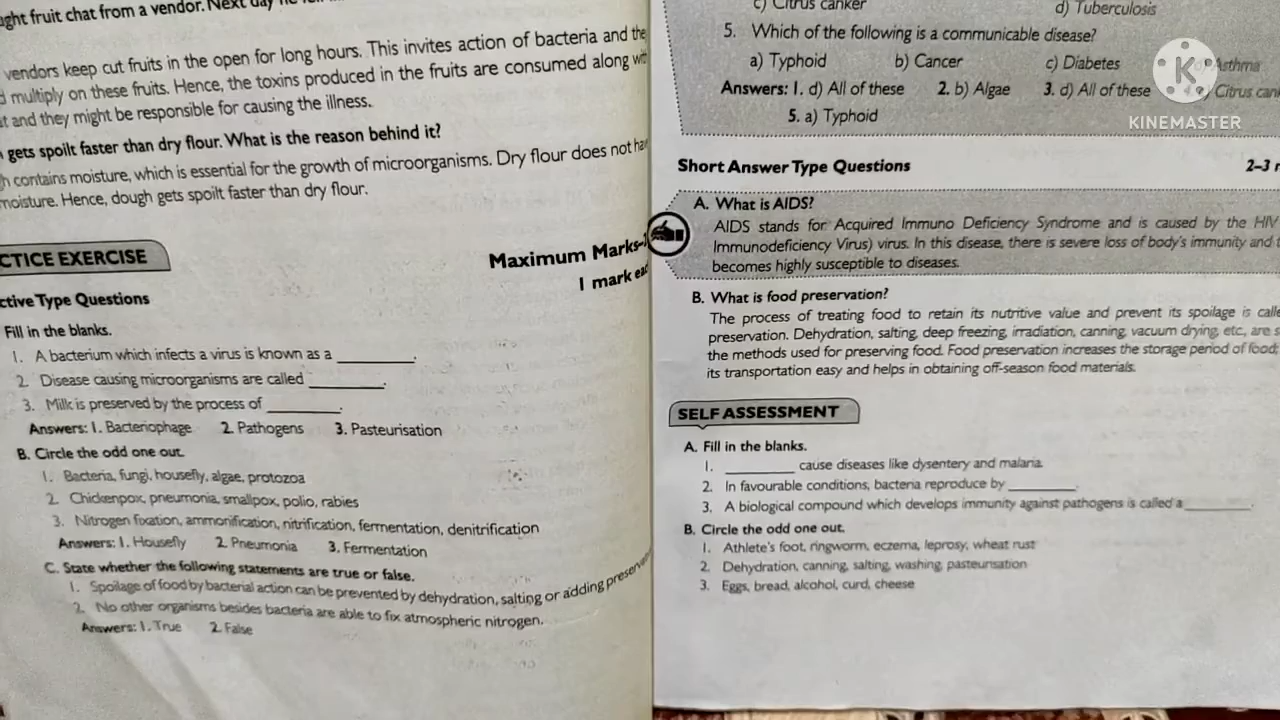 ught fruit chat from a vendor. Next day he
vendors keep cut fruits in the open for long hours. This invites action of bacteria and the
d multiply on these fruits. Hence, the toxins produced in the fruits are consumed along with
at and they might be responsible for causing the illness.
gets spoilt faster than dry flour. What is the reason behind it?
h contains moisture, which is essential for the growth of microorganisms. Dry flour does not hav
moisture. Hence, dough gets spoilt faster than dry flour.
CTICE EXERCISE
Maximum Marks-
1 mark eac
ctive Type Questions
Fill in the blanks.
1. A bacterium which infects a virus is known as a ________.
2. Disease causing microorganisms are called ________.
3. Milk is preserved by the process of ________.
Answers: 1. Bacteriophage 2. Pathogens 3. Pasteurisation
B. Circle the odd one out.
1. Bacteria, fungi, housefly, algae, protozoa
2. Chickenpox, pneumonia, smallpox, polio, rabies
3. Nitrogen fixation, ammonification, nitrification, fermentation, denitrification
Answers: 1. Housefly 2. Pneumonia 3. Fermentation
C. State whether the following statements are true or false.
1. Spoilage of food by bacterial action can be prevented by dehydration, salting or adding preserva
2. No other organisms besides bacteria are able to fix atmospheric nitrogen.
Answers: 1. True 2. False
c) Citrus canker d) Tuberculosis
5. Which of the following is a communicable disease?
a) Typhoid b) Cancer c) Diabetes d) Asthma
Answers: 1. d) All of these 2. b) Algae 3. d) All of these c) Citrus cank
5. a) Typhoid
K
KINEMASTER
Short Answer Type Questions 2–3 m
A. What is AIDS?
AIDS stands for Acquired Immuno Deficiency Syndrome and is caused by the HIV
Immunodeficiency Virus) virus. In this disease, there is severe loss of body's immunity and t
becomes highly susceptible to diseases.
B. What is food preservation?
The process of treating food to retain its nutritive value and prevent its spoilage is calle
preservation. Dehydration, salting, deep freezing, irradiation, canning, vacuum drying, etc., are s
the methods used for preserving food. Food preservation increases the storage period of food,
its transportation easy and helps in obtaining off-season food materials.
SELF ASSESSMENT
A. Fill in the blanks.
1. ________ cause diseases like dysentery and malaria.
2. In favourable conditions, bacteria reproduce by ________.
3. A biological compound which develops immunity against pathogens is called a ________.
B. Circle the odd one out.
1. Athlete's foot, ringworm, eczema, leprosy, wheat rust
2. Dehydration, canning, salting, washing, pasteurisation
3. Eggs, bread, alcohol, curd, cheese